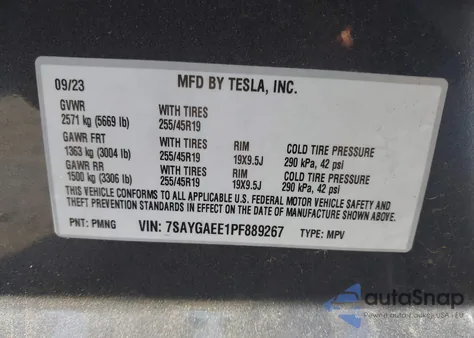 MFD BY TESLA, INC.
09/23
GVWR
2571 kg (5669 lb) WITH TIRES 255/45R19
GAWR FRT
1363 kg (3004 lb) WITH TIRES 255/45R19 RIM 19X9.5J COLD TIRE PRESSURE 290 kPa, 42 psi
GAWR RR
1500 kg (3306 lb) WITH TIRES 255/45R19 RIM 19X9.5J COLD TIRE PRESSURE 290 kPa, 42 psi
THIS VEHICLE CONFORMS TO ALL APPLICABLE U.S. FEDERAL MOTOR VEHICLE SAFETY AND
THEFT PREVENTION STANDARDS IN EFFECT ON THE DATE OF MANUFACTURE SHOWN ABOVE.
PNT: PMNG VIN: 7SAYGAEE1PF889267 TYPE: MPV
autoSnap